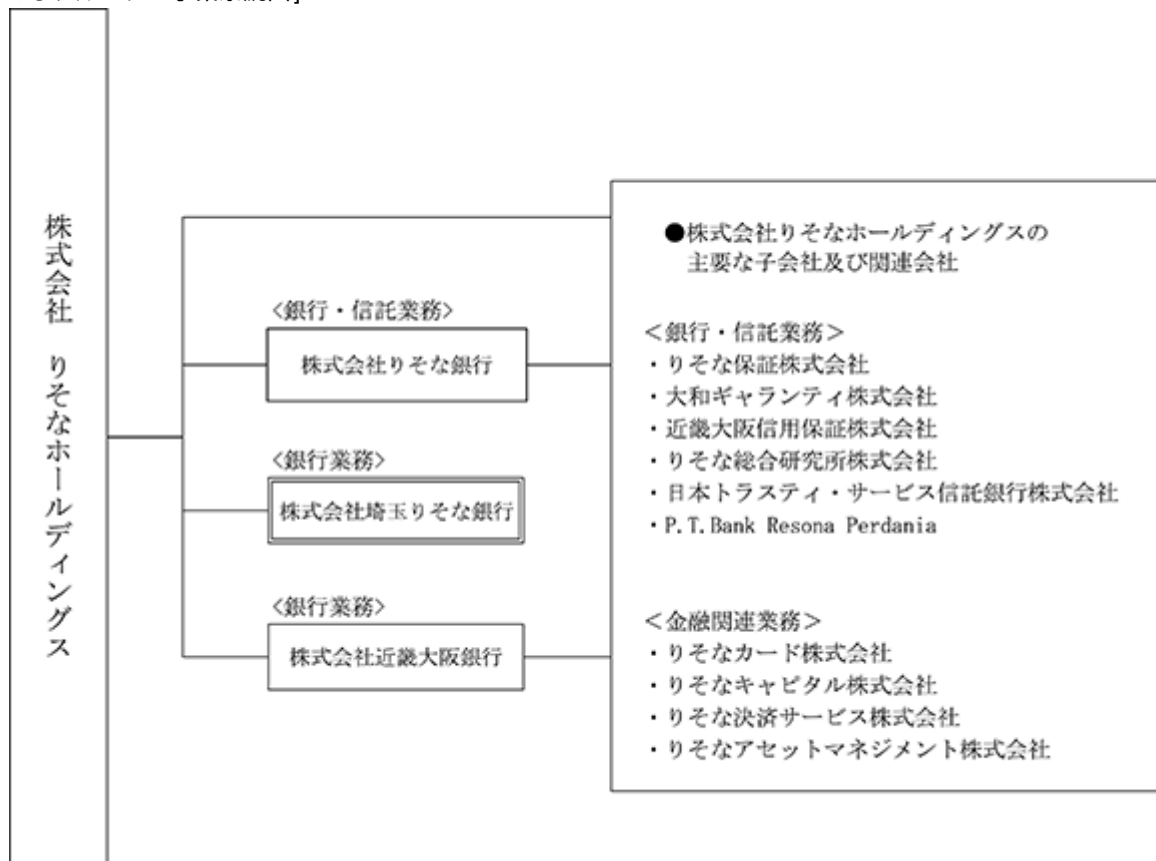 株式会社 りそなホールディングス
<銀行・信託業務>
株式会社りそな銀行
<銀行業務>
株式会社埼玉りそな銀行
<銀行業務>
株式会社近畿大阪銀行
●株式会社りそなホールディングスの
主要な子会社及び関連会社
＜銀行・信託業務＞
・りそな保証株式会社
・大和ギャランティ株式会社
・近畿大阪信用保証株式会社
・りそな総合研究所株式会社
・日本トラスティ・サービス信託銀行株式会社
・P.T.Bank Resona Perdania
＜金融関連業務＞
・りそなカード株式会社
・りそなキャピタル株式会社
・りそな決済サービス株式会社
・りそなアセットマネジメント株式会社